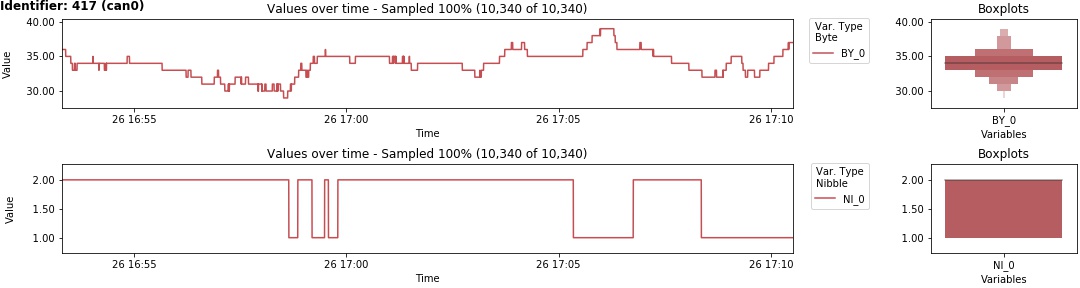 Identifier: 417 (can0)
Values over time - Sampled 100% (10,340 of 10,340)
Boxplots
Value
40.00
35.00
30.00
26 16:55
26 17:00
26 17:05
26 17:10
Time
Var. Type
Byte
BY_0
40.00
35.00
30.00
BY_0
Variables
Values over time - Sampled 100% (10,340 of 10,340)
Boxplots
Value
2.00
1.50
1.00
26 16:55
26 17:00
26 17:05
26 17:10
Time
Var. Type
Nibble
NI_0
2.00
1.50
1.00
NI_0
Variables